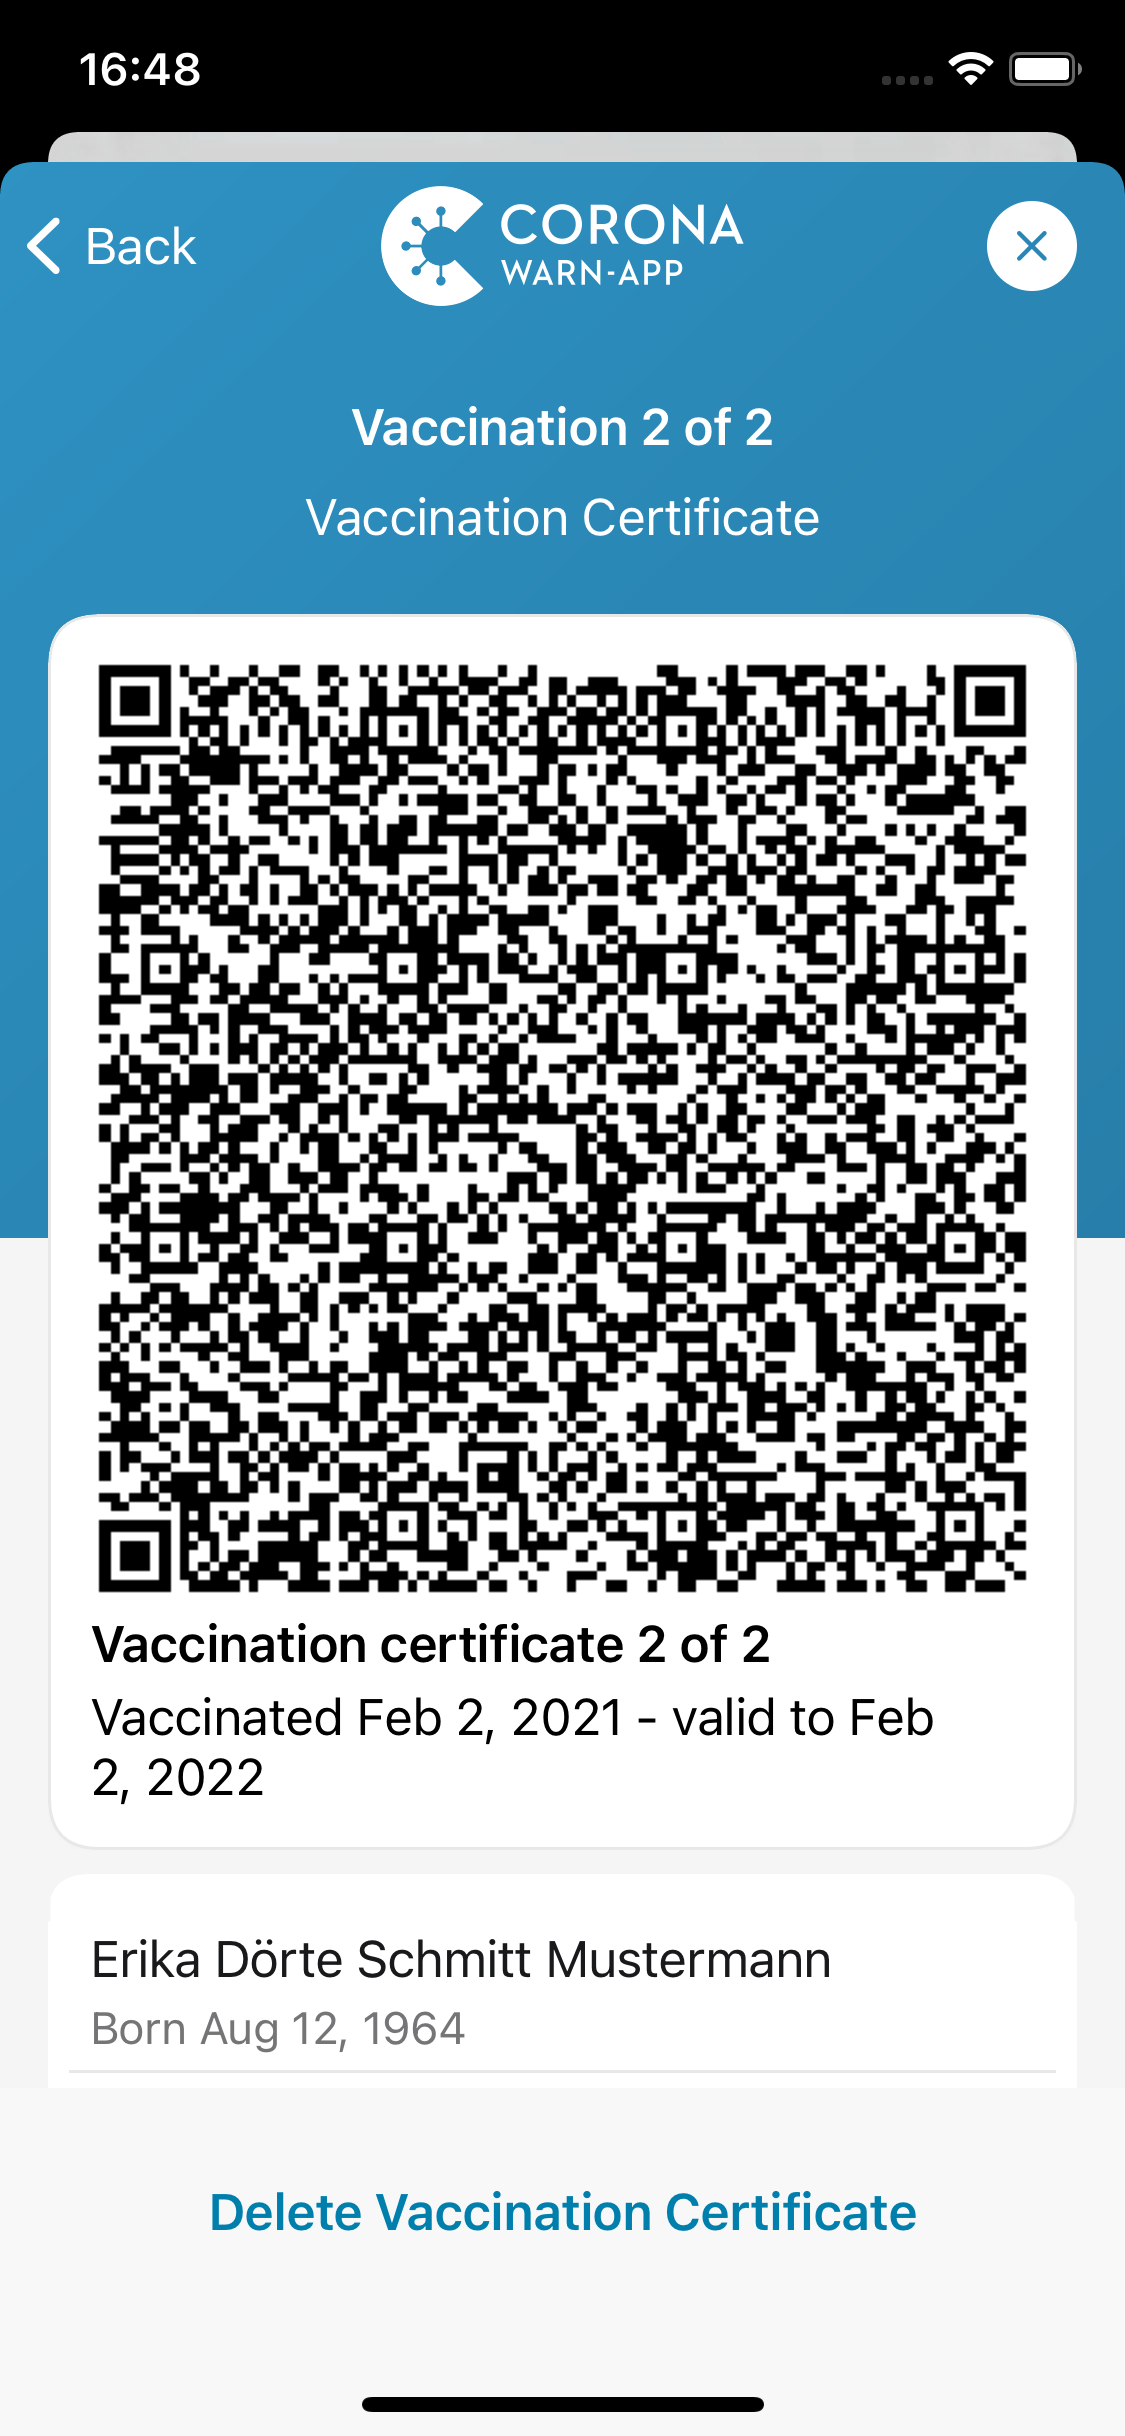 16:48
Back
CORONA
WARN-APP
Vaccination 2 of 2
Vaccination Certificate
Vaccination certificate 2 of 2
Vaccinated Feb 2, 2021 - valid to Feb
2, 2022
Erika Dörte Schmitt Mustermann
Born Aug 12, 1964
Delete Vaccination Certificate